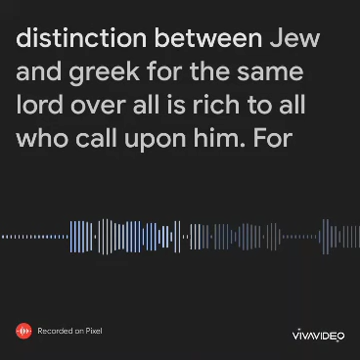 distinction between Jew
and greek for the same
lord over all is rich to all
who call upon him. For
Recorded on Pixel
VIVAVIDEO